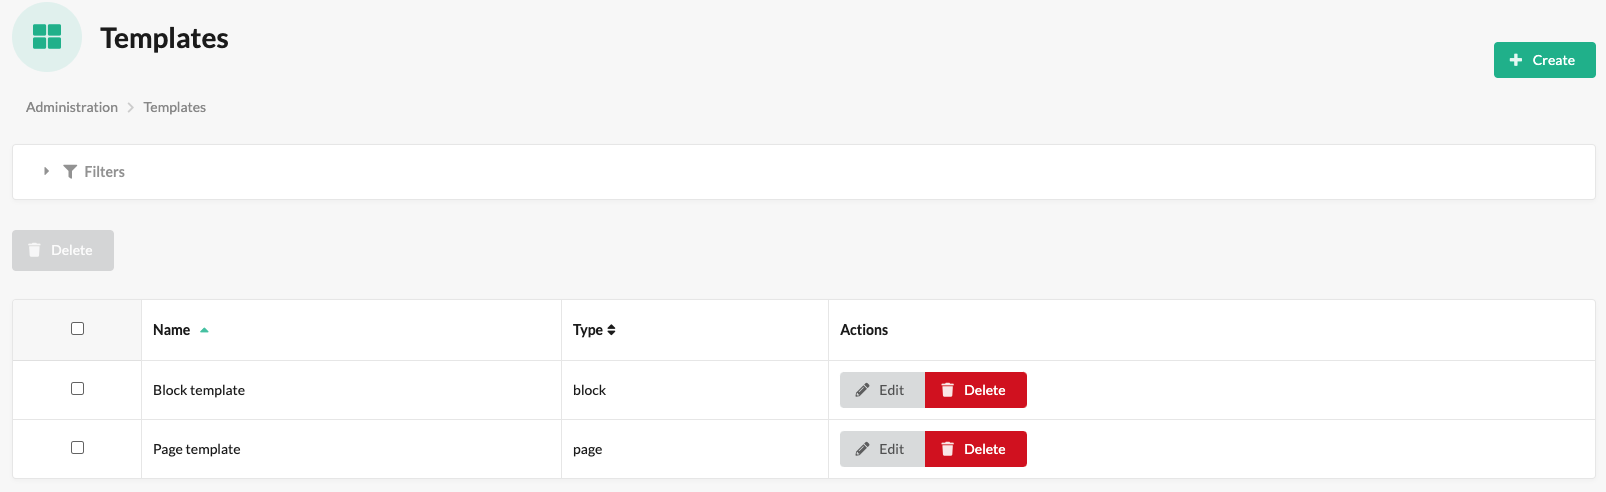 Templates
Create
Administration Templates
Filters
Delete
Name Type Actions
Block template block Edit Delete
Page template page Edit Delete